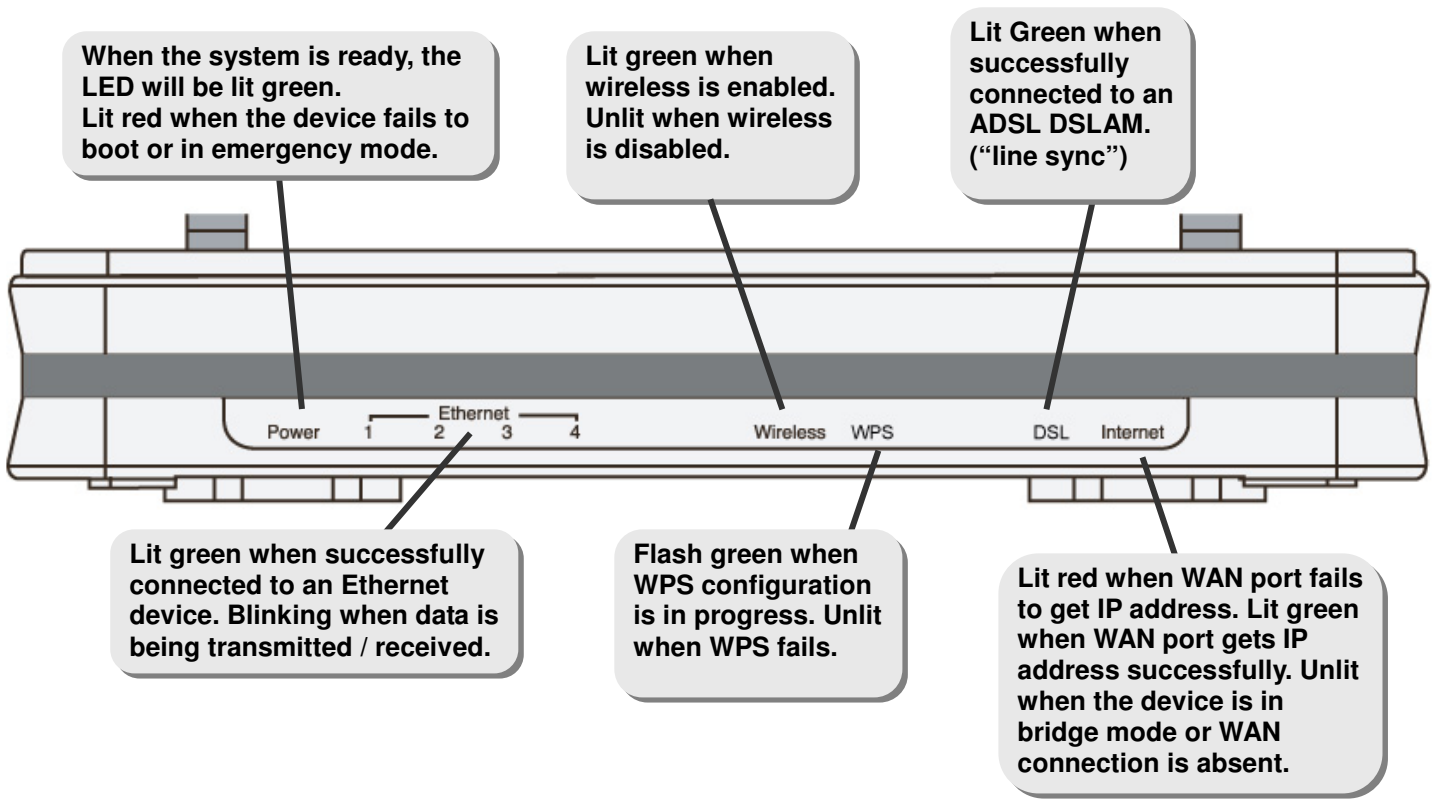 When the system is ready, the
LED will be lit green.
Lit red when the device fails to
boot or in emergency mode.
Lit green when
wireless is enabled.
Unlit when wireless
is disabled.
Lit Green when
successfully
connected to an
ADSL DSLAM.
(“line sync”)
Ethernet
Power 1 2 3 4 Wireless WPS DSL Internet
Lit green when successfully
connected to an Ethernet
device. Blinking when data is
being transmitted / received.
Flash green when
WPS configuration
is in progress. Unlit
when WPS fails.
Lit red when WAN port fails
to get IP address. Lit green
when WAN port gets IP
address successfully. Unlit
when the device is in
bridge mode or WAN
connection is absent.